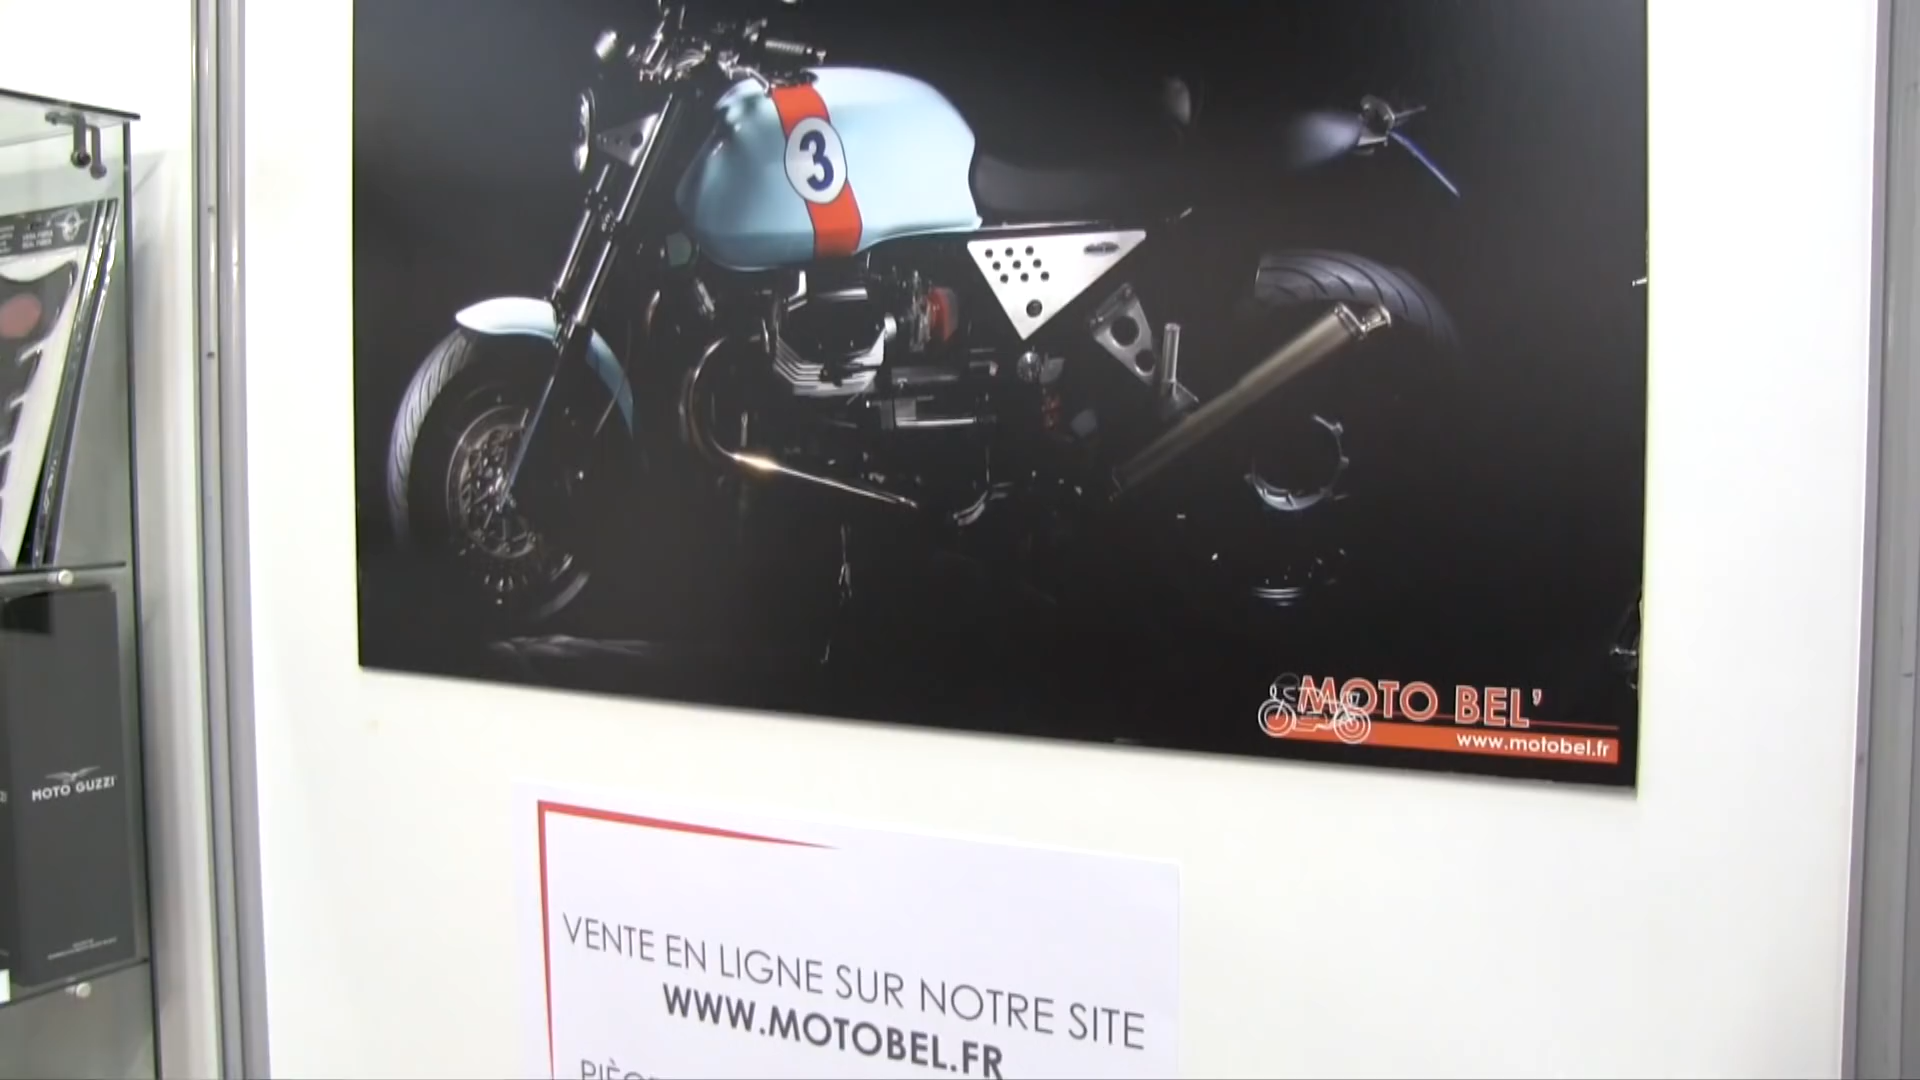 3
MOTO BEL'
www.motobel.fr
MOTO GUZZI
VENTE EN LIGNE SUR NOTRE SITE
WWW.MOTOBEL.FR